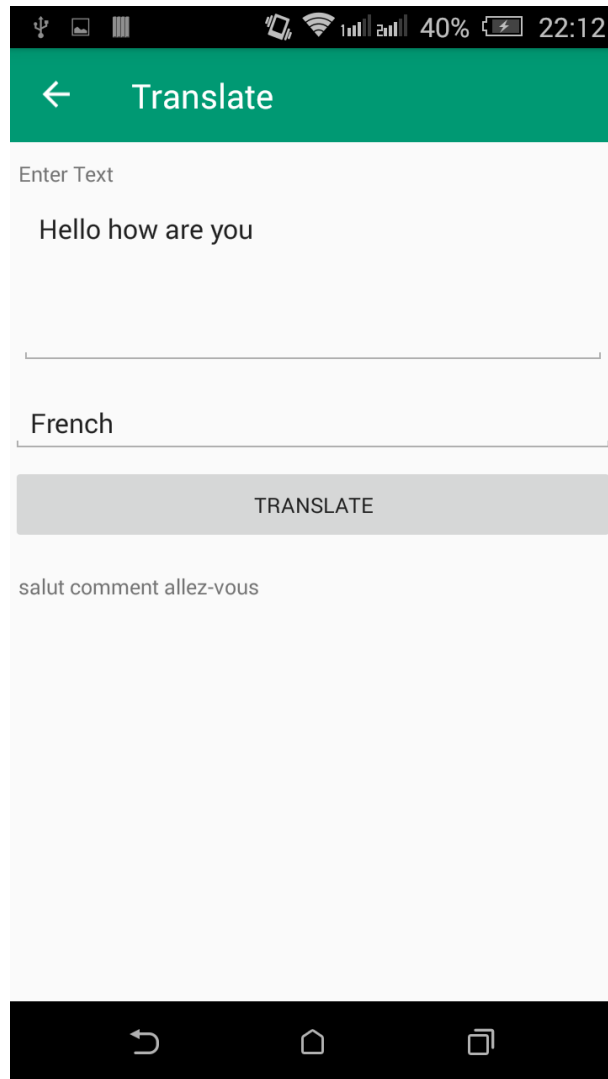 40% 22:12
Translate
Enter Text
Hello how are you
French
TRANSLATE
salut comment allez-vous